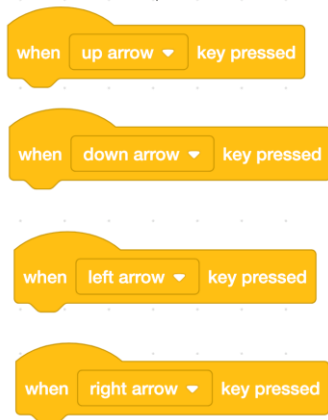 when up arrow key pressed
when down arrow key pressed
when left arrow key pressed
when right arrow key pressed